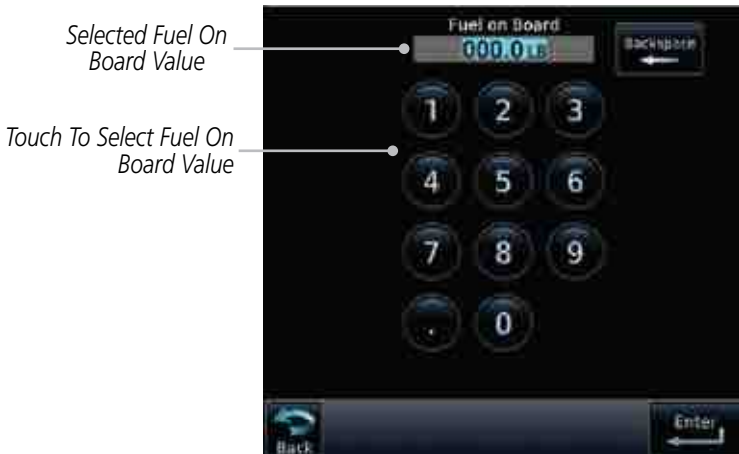 Selected Fuel On
Board Value
Touch To Select Fuel On
Board Value
Fuel on Board
000.0 LB
Backspace
1 2 3
4 5 6
7 8 9
. 0
Back
Enter